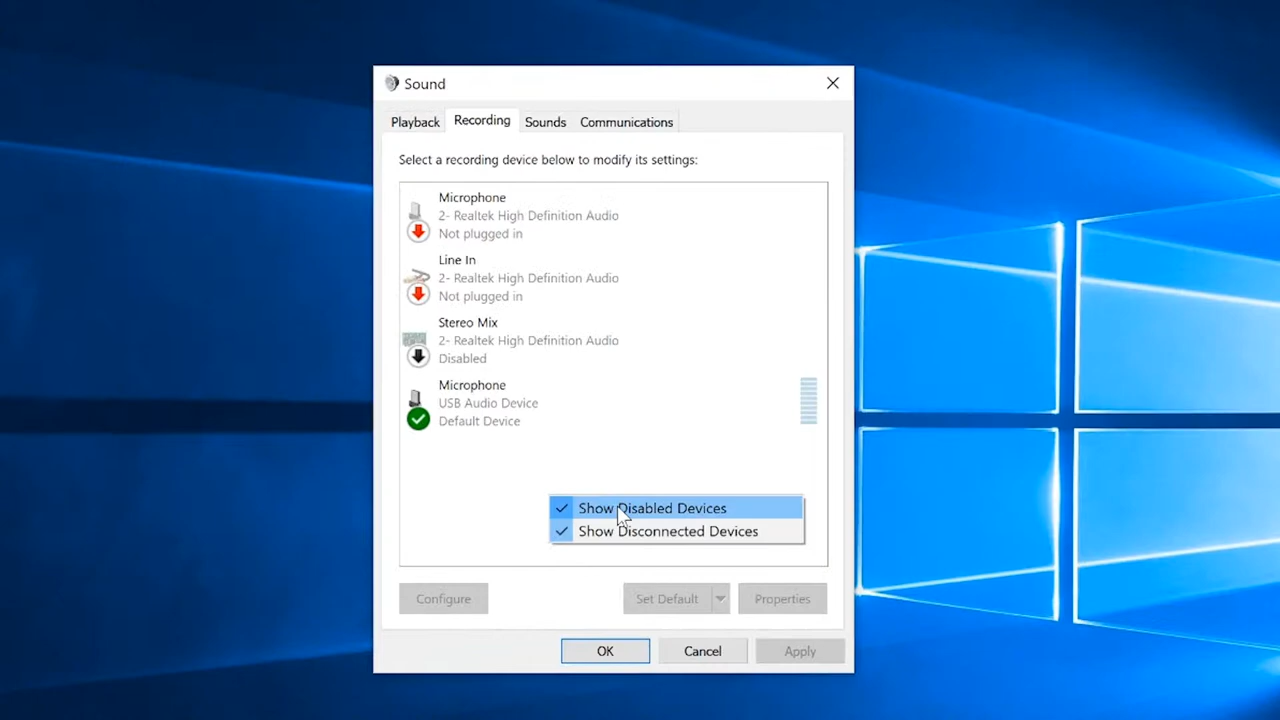 Sound
Playback Recording Sounds Communications
Select a recording device below to modify its settings:
Microphone
2- Realtek High Definition Audio
Not plugged in
Line In
2- Realtek High Definition Audio
Not plugged in
Stereo Mix
2- Realtek High Definition Audio
Disabled
Microphone
USB Audio Device
Default Device
Show Disabled Devices
Show Disconnected Devices
Configure Set Default Properties
OK Cancel Apply